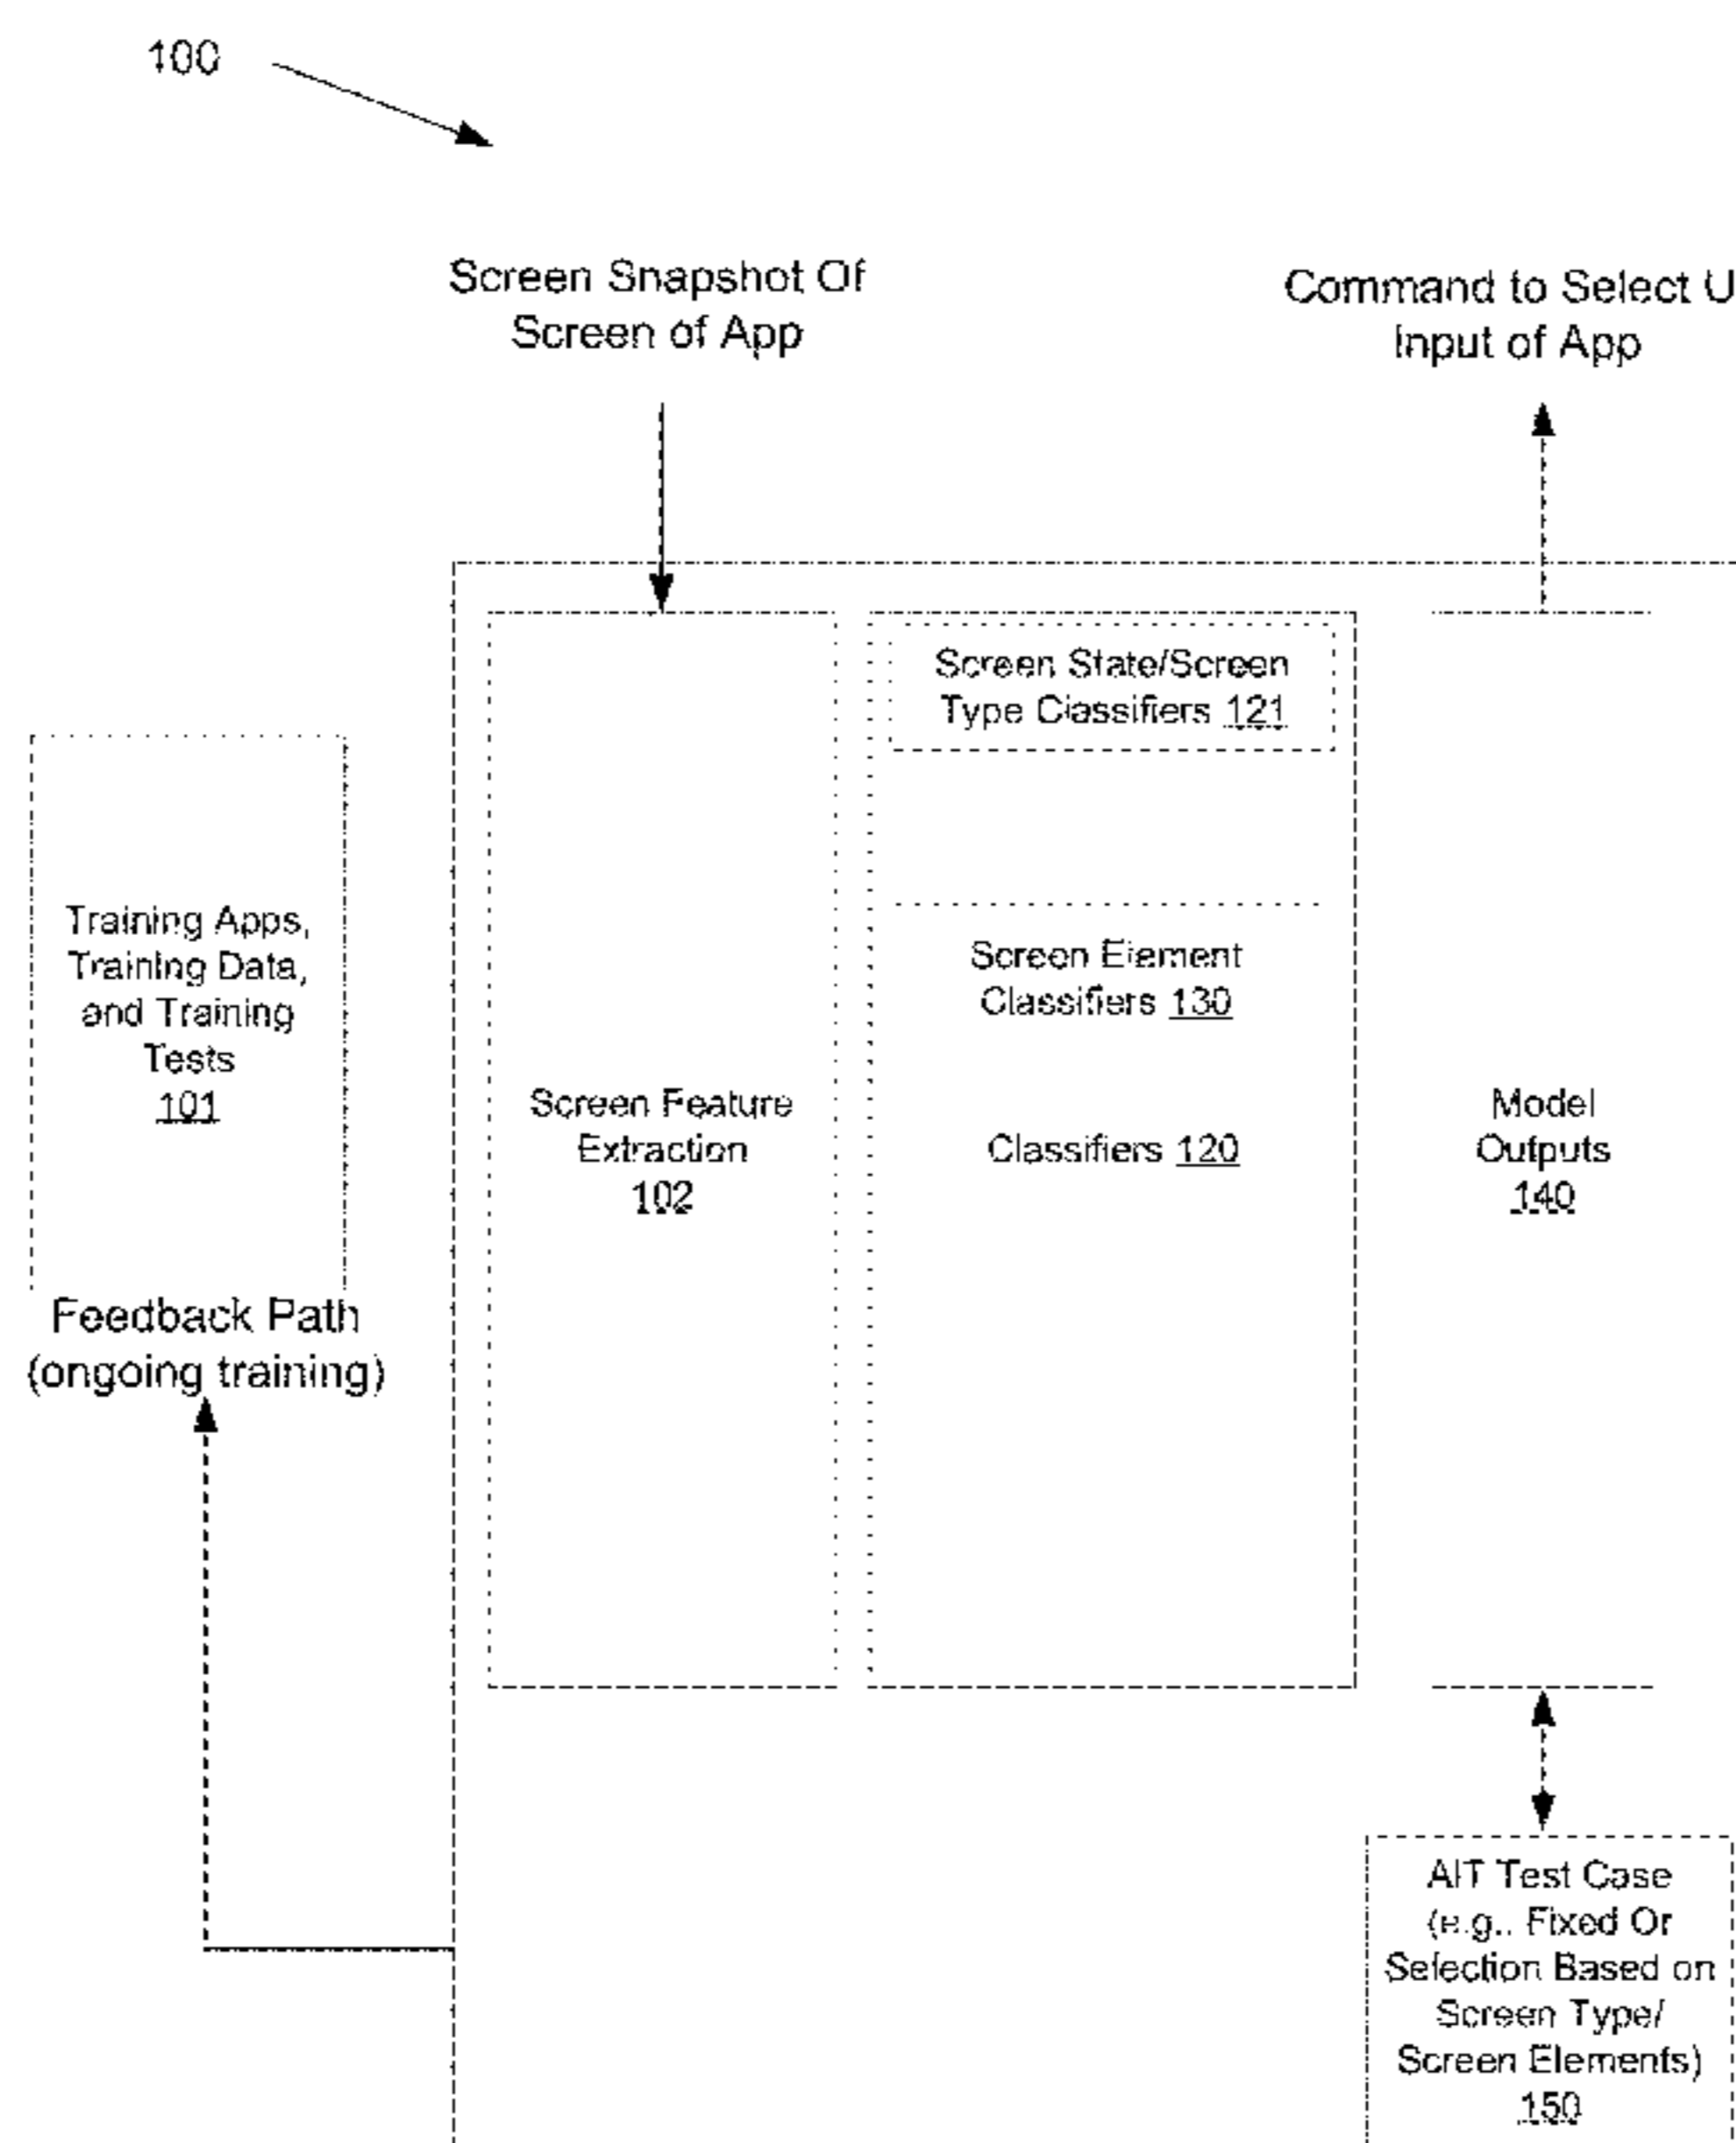 100
Screen Snapshot Of
Screen of App
Command to Select U
Input of App
Screen State/Screen
Type Classifiers 121
Training Apps,
Training Data,
and Training
Tests
101
Screen Element
Classifiers 130
Screen Feature
Extraction
102
Classifiers 120
Model
Outputs
140
Feedback Path
(ongoing training)
AIT Test Case
(e.g., Fixed Or
Selection Based on
Screen Type/
Screen Elements)
150